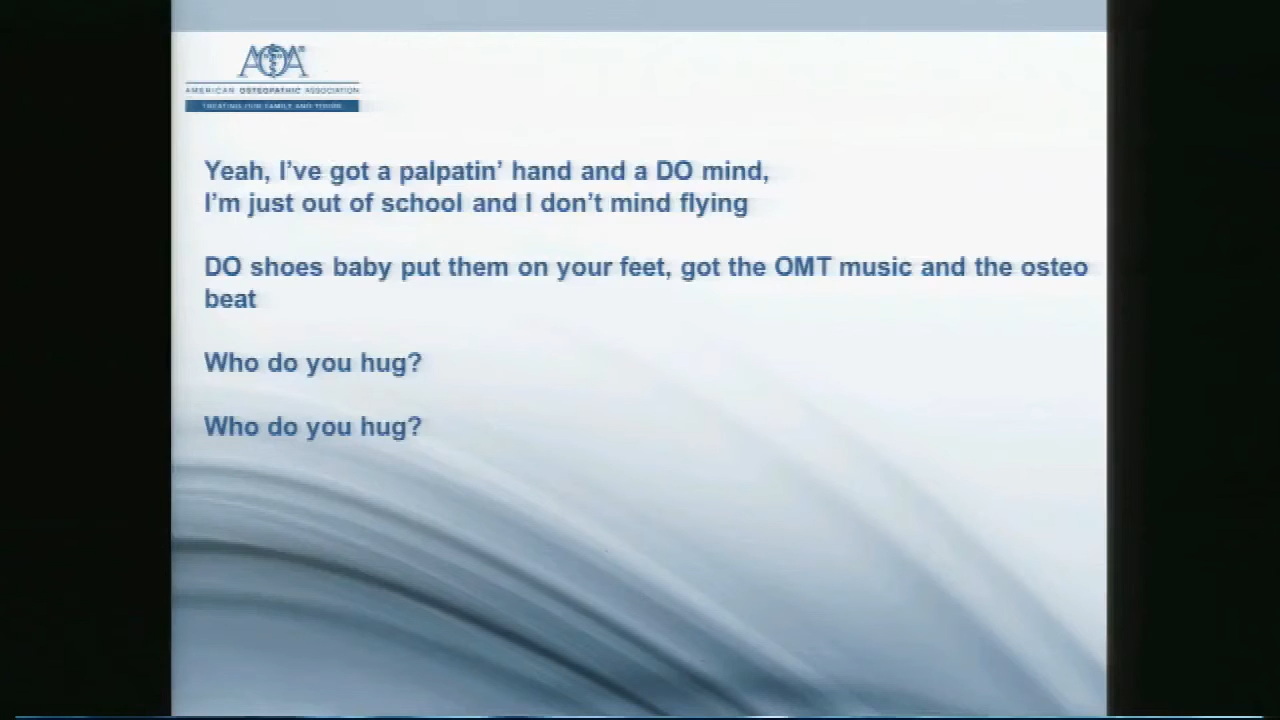 AOA
AMERICAN OSTEOPATHIC ASSOCIATION
TREATING OUR FAMILY AND YOURS
Yeah, I’ve got a palpatin’ hand and a DO mind,
I’m just out of school and I don’t mind flying
DO shoes baby put them on your feet, got the OMT music and the osteo
beat
Who do you hug?
Who do you hug?